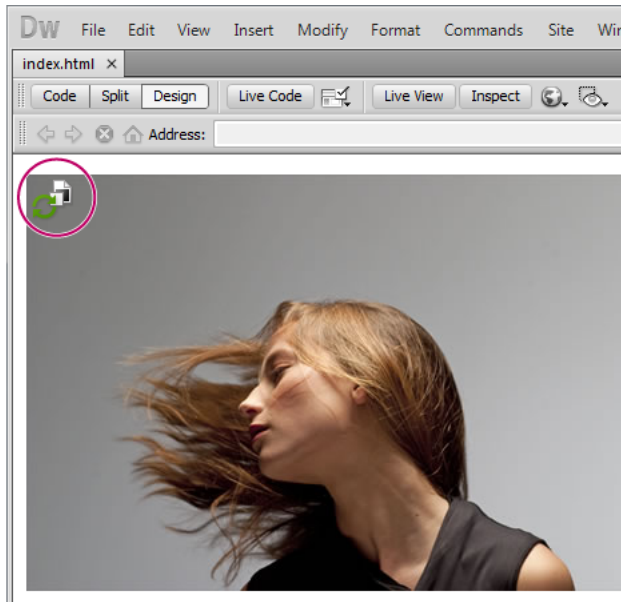 Dw File Edit View Insert Modify Format Commands Site Wi
index.html ×
Code Split Design Live Code Live View Inspect
Address: